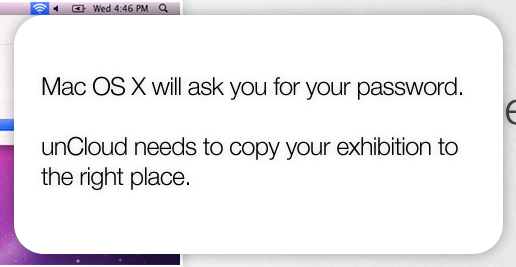 Wed 4:46 PM
Mac OS X will ask you for your password.
unCloud needs to copy your exhibition to
the right place.